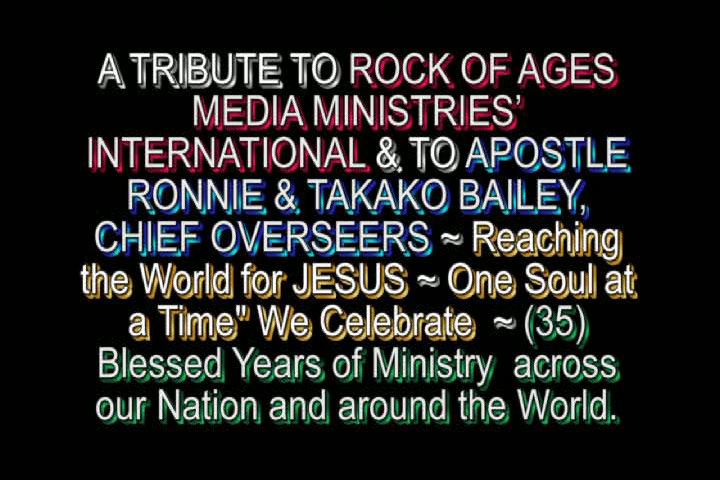 A TRIBUTE TO ROCK OF AGES
MEDIA MINISTRIES’
INTERNATIONAL & TO APOSTLE
RONNIE & TAKAKO BAILEY,
CHIEF OVERSEERS ~ Reaching
the World for JESUS ~ One Soul at
a Time" We Celebrate ~ (35)
Blessed Years of Ministry across
our Nation and around the World.